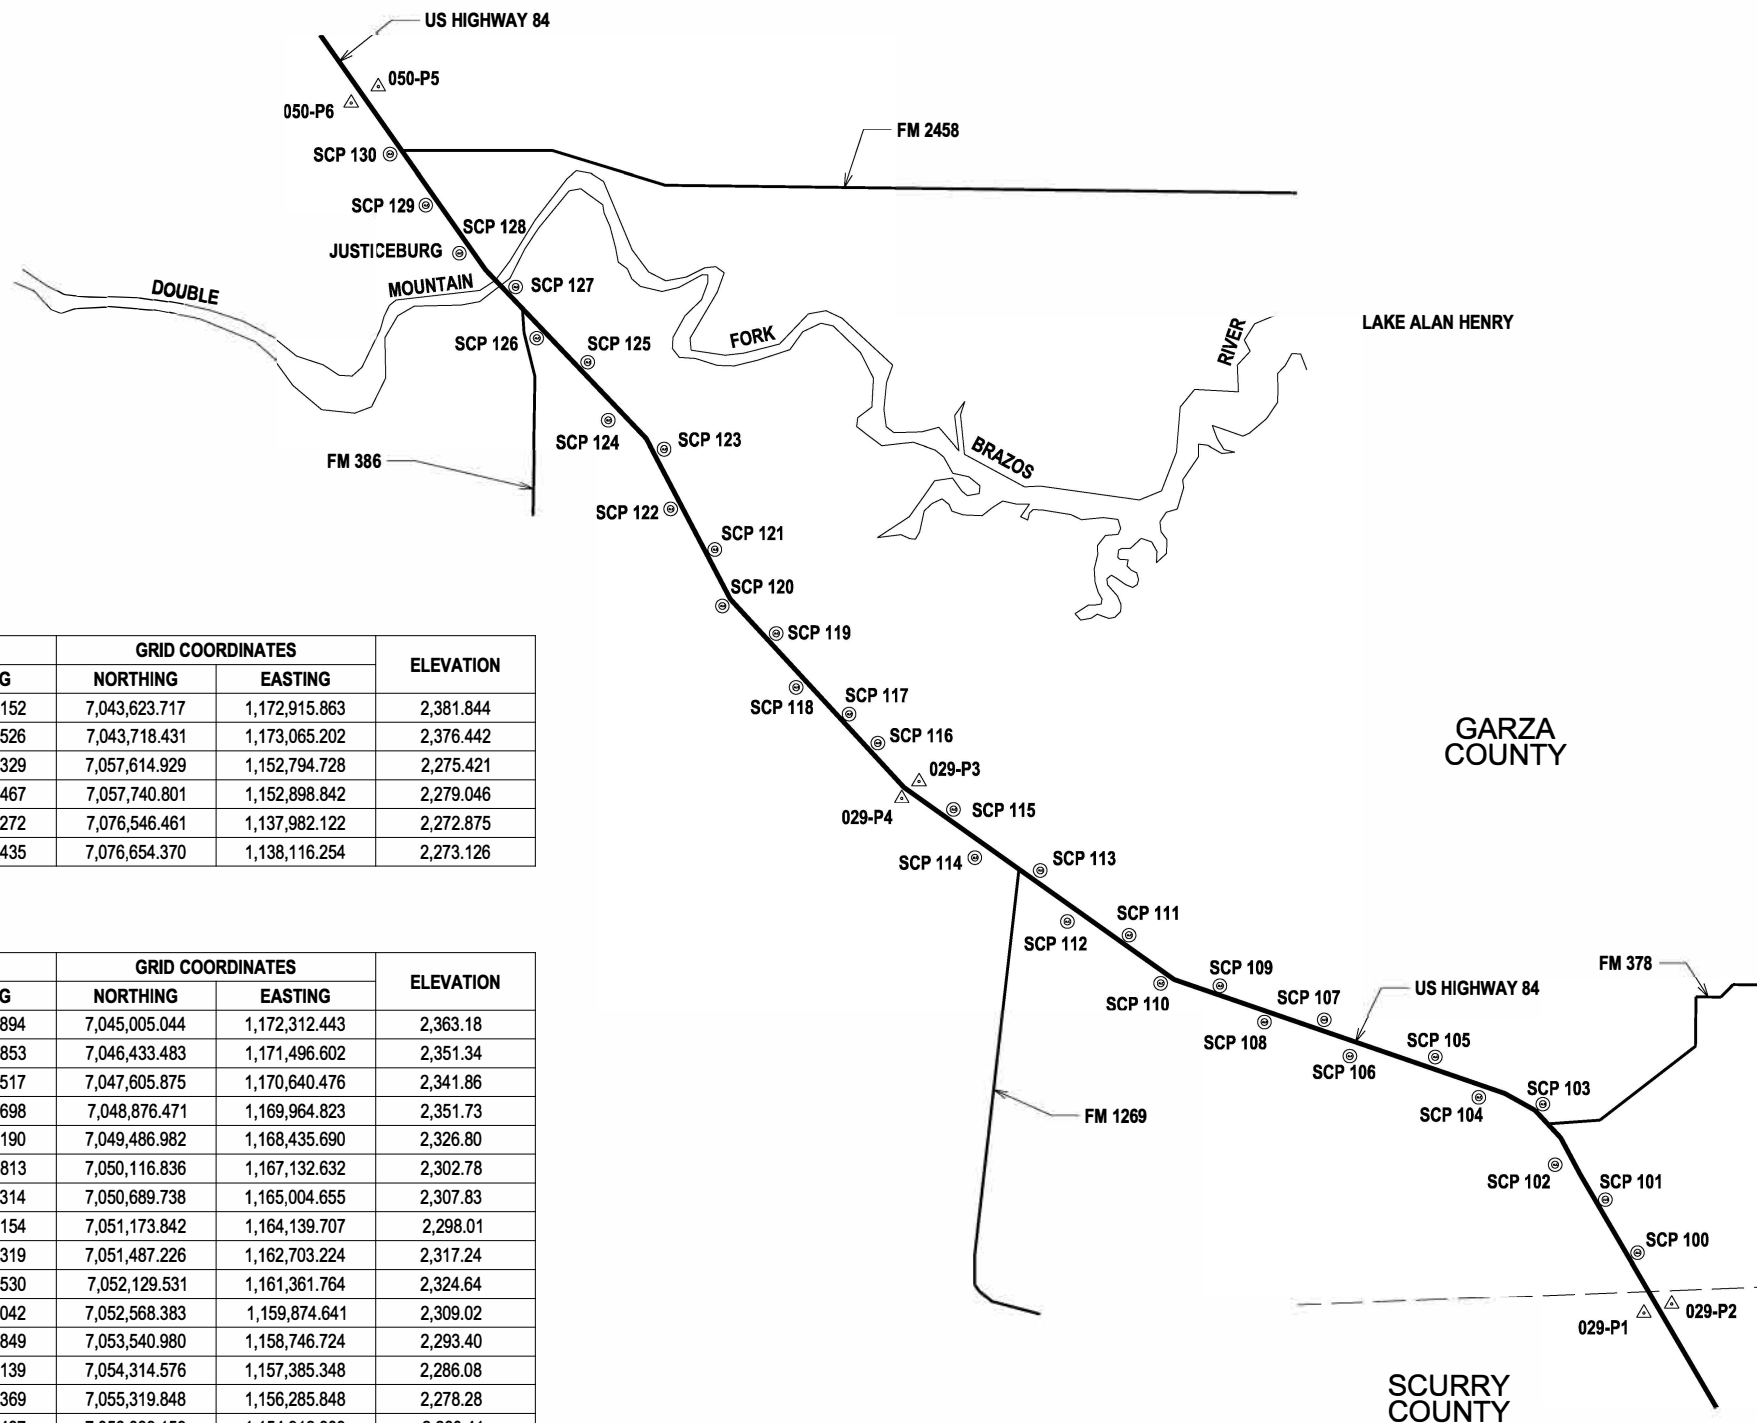 US HIGHWAY 84
050-P5
050-P6
FM 2458
SCP 130
SCP 129
SCP 128
JUSTICEBURG
DOUBLE
MOUNTAIN
SCP 127
FORK
RIVER
LAKE ALAN HENRY
SCP 126
SCP 125
SCP 124
SCP 123
BRAZOS
FM 386
SCP 122
SCP 121
SCP 120
SCP 119
SCP 118
SCP 117
SCP 116
029-P3
029-P4
SCP 115
SCP 114
SCP 113
SCP 112
SCP 111
SCP 110
SCP 109
SCP 108
SCP 107
US HIGHWAY 84
SCP 106
SCP 105
SCP 104
SCP 103
FM 378
FM 1269
SCP 102
SCP 101
SCP 100
029-P1
029-P2
GARZA
COUNTY
SCURRY
COUNTY
GRID COORDINATES ELEVATION
G NORTHING EASTING
152 7,043,623.717 1,172,915.863 2,381.844
526 7,043,718.431 1,173,065.202 2,376.442
329 7,057,614.929 1,152,794.728 2,275.421
467 7,057,740.801 1,152,898.842 2,279.046
272 7,076,546.461 1,137,982.122 2,272.875
435 7,076,654.370 1,138,116.254 2,273.126
GRID COORDINATES ELEVATION
G NORTHING EASTING
894 7,045,005.044 1,172,312.443 2,363.18
853 7,046,433.483 1,171,496.602 2,351.34
517 7,047,605.875 1,170,640.476 2,341.86
698 7,048,876.471 1,169,964.823 2,351.73
190 7,049,486.982 1,168,435.690 2,326.80
813 7,050,116.836 1,167,132.632 2,302.78
314 7,050,689.738 1,165,004.655 2,307.83
154 7,051,173.842 1,164,139.707 2,298.01
319 7,051,487.226 1,162,703.224 2,317.24
530 7,052,129.531 1,161,361.764 2,324.64
042 7,052,568.383 1,159,874.641 2,309.02
849 7,053,540.980 1,158,746.724 2,293.40
139 7,054,314.576 1,157,385.348 2,286.08
369 7,055,319.848 1,156,285.848 2,278.28